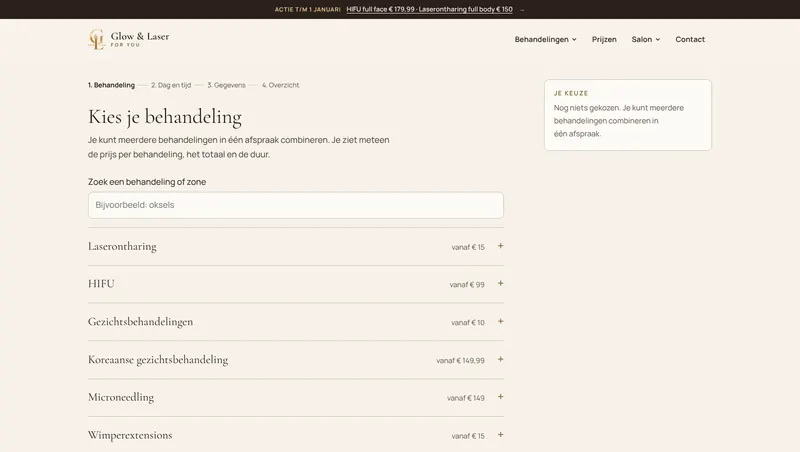 ACTIE T/M 1 JANUARI HIFU full face € 179,99 · Laserontharing full body € 150 →
Glow & Laser
FOR YOU
Behandelingen
Prijzen
Salon
Contact
1. Behandeling
2. Dag en tijd
3. Gegevens
4. Overzicht
Kies je behandeling
Je kunt meerdere behandelingen in één afspraak combineren. Je ziet meteen
de prijs per behandeling, het totaal en de duur.
Zoek een behandeling of zone
Bijvoorbeeld: oksels
Laserontharing vanaf € 15 +
HIFU vanaf € 99 +
Gezichtsbehandelingen vanaf € 10 +
Koreaanse gezichtsbehandeling vanaf € 149,99 +
Microneedling vanaf € 149 +
Wimperextensions vanaf € 15 +
JE KEUZE
Nog niets gekozen. Je kunt meerdere
behandelingen combineren in
één afspraak.